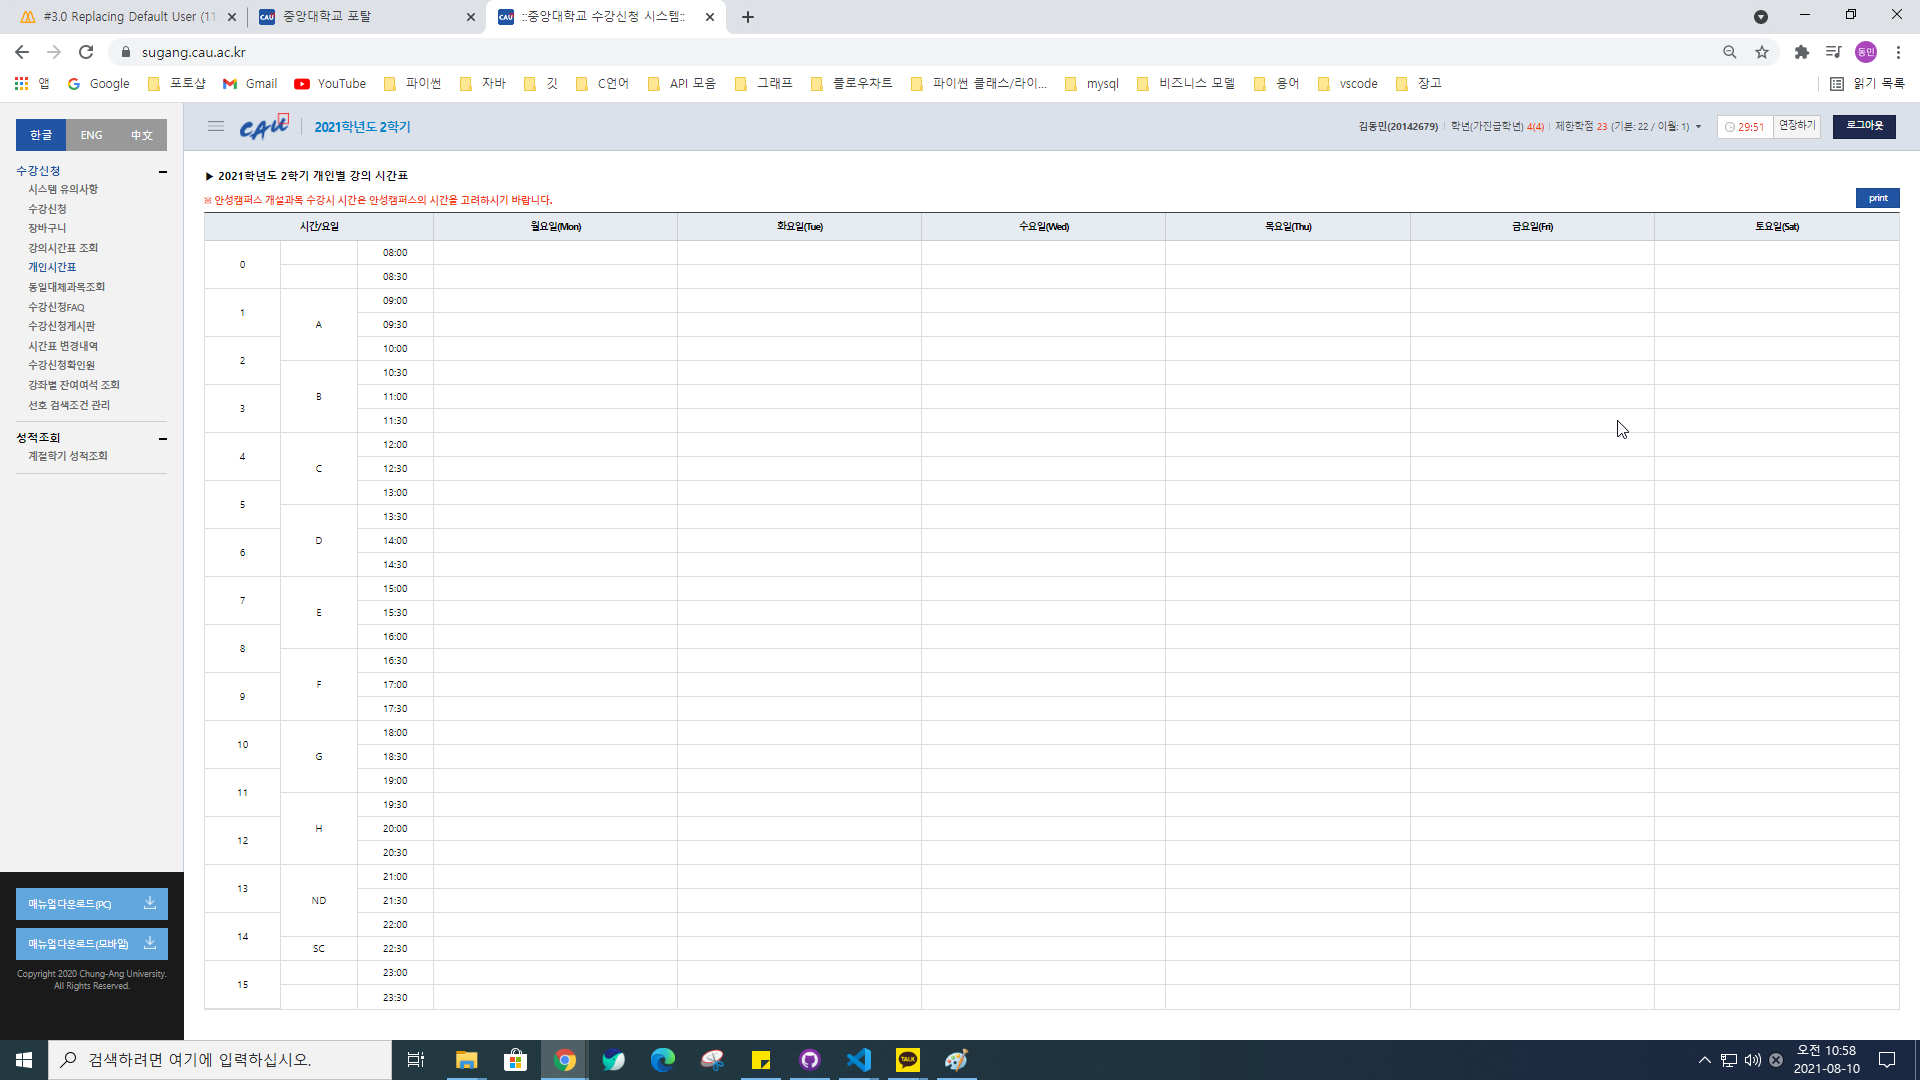 #3.0 Replacing Default User (11
중앙대학교 포탈
::중앙대학교 수강신청 시스템::
sugang.cau.ac.kr
동민
앱 Google 포토샵 Gmail YouTube 파이썬 자바 깃 C언어 API 모음 그래프 플로우차트 파이썬 클래스/라이... mysql 비즈니스 모델 용어 vscode 장고 읽기 목록
한글 ENG 中文
CAU 2021학년도 2학기
김동민(20142679) 학년(가진급학년) 4(4) 제한학점 23 (기본: 22 / 이월: 1) 29:51 연장하기 로그아웃
수강신청
시스템 유의사항
수강신청
장바구니
강의시간표 조회
개인시간표
동일대체과목조회
수강신청FAQ
수강신청게시판
시간표 변경내역
수강신청확인원
강좌별 잔여여석 조회
선호 검색조건 관리
성적조회
계절학기 성적조회
매뉴얼다운로드(PC)
매뉴얼다운로드(모바일)
Copyright 2020 Chung-Ang University.
All Rights Reserved.
▶ 2021학년도 2학기 개인별 강의 시간표
※ 안성캠퍼스 개설과목 수강시 시간은 안성캠퍼스의 시간을 고려하시기 바랍니다.
print
시간/요일 월요일(Mon) 화요일(Tue) 수요일(Wed) 목요일(Thu) 금요일(Fri) 토요일(Sat)
0 08:00
08:30
1 A 09:00
09:30
2 10:00
B 10:30
3 11:00
11:30
4 C 12:00
12:30
5 13:00
D 13:30
6 14:00
14:30
7 E 15:00
15:30
8 16:00
F 16:30
9 17:00
17:30
10 G 18:00
18:30
11 19:00
H 19:30
12 20:00
20:30
13 ND 21:00
21:30
14 22:00
SC 22:30
15 23:00
23:30
검색하려면 여기에 입력하십시오.
TALK
오전 10:58
2021-08-10